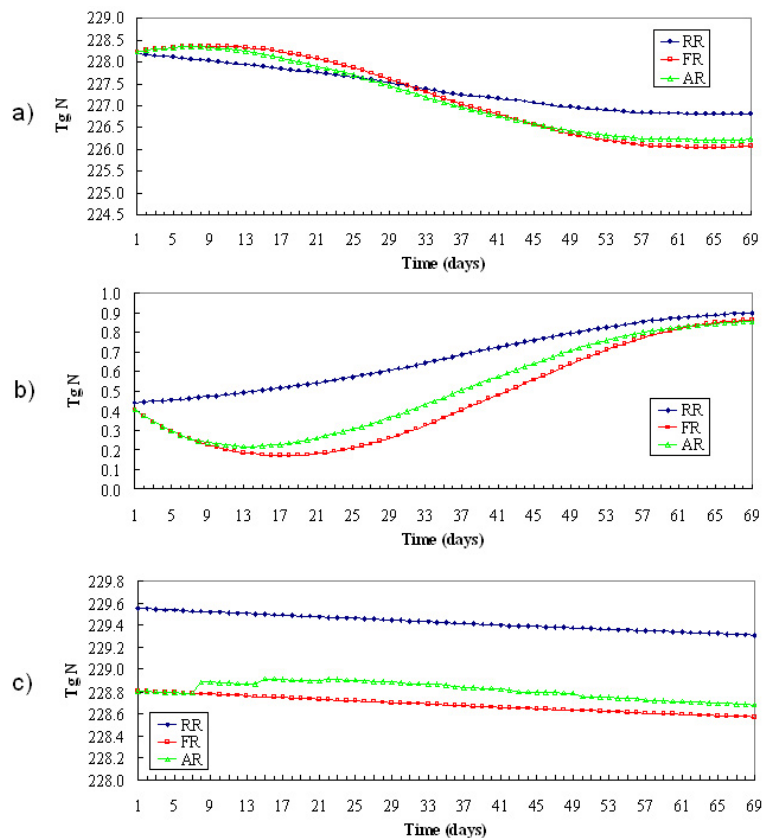 a)
Tg N
229.0
228.5
228.0
227.5
227.0
226.5
226.0
225.5
225.0
224.5
RR
FR
AR
1 5 9 13 17 21 25 29 33 37 41 45 49 53 57 61 65 69
Time (days)
b)
Tg N
1.0
0.9
0.8
0.7
0.6
0.5
0.4
0.3
0.2
0.1
0.0
RR
FR
AR
1 5 9 13 17 21 25 29 33 37 41 45 49 53 57 61 65 69
Time (days)
c)
Tg N
229.8
229.6
229.4
229.2
229.0
228.8
228.6
228.4
228.2
228.0
RR
FR
AR
1 5 9 13 17 21 25 29 33 37 41 45 49 53 57 61 65 69
Time (days)